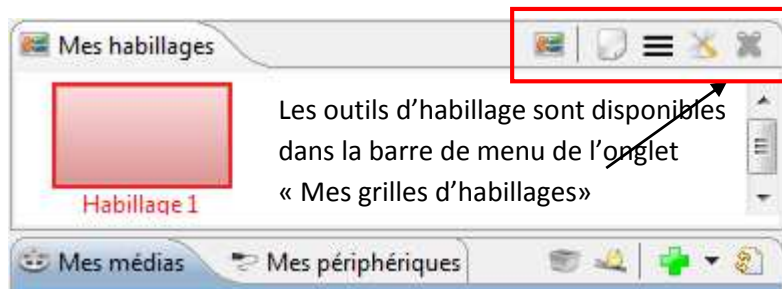 Mes habillages
Les outils d’habillage sont disponibles
dans la barre de menu de l’onglet
« Mes grilles d’habillages»
Habillage 1
Mes médias
Mes périphériques